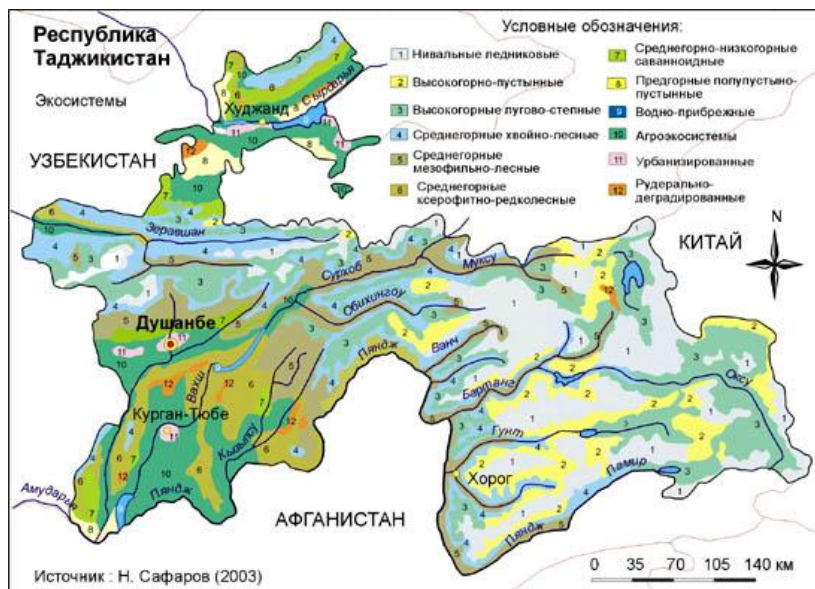 Республика
Таджикистан
Экосистемы
Условные обозначения:
1 Нивальные ледниковые
2 Высокогорно-пустынные
3 Высокогорные лугово-степные
4 Среднегорные хвойно-лесные
5 Среднегорные
мезофильно-лесные
6 Среднегорные
ксерофитно-редколесные
7 Среднегорно-низкогорные
саванноидные
8 Предгорные полупустыно-
пустынные
9 Водно-прибрежные
10 Агроэкосистемы
11 Урбанизированные
12 Рудерально-
деградированные
Худжанд
Сырдарья
УЗБЕКИСТАН
КИТАЙ
N
Зеравшан
Сурхоб
Муксу
Обихингоу
Душанбе
Вахш
Пяндж
Ванч
Бартанг
Оксу
Курган-Тюбе
Кызылсу
Гунт
Памир
Хорог
Амударья
Пяндж
Пяндж
АФГАНИСТАН
Источник : Н. Сафаров (2003)
0 35 70 105 140 км